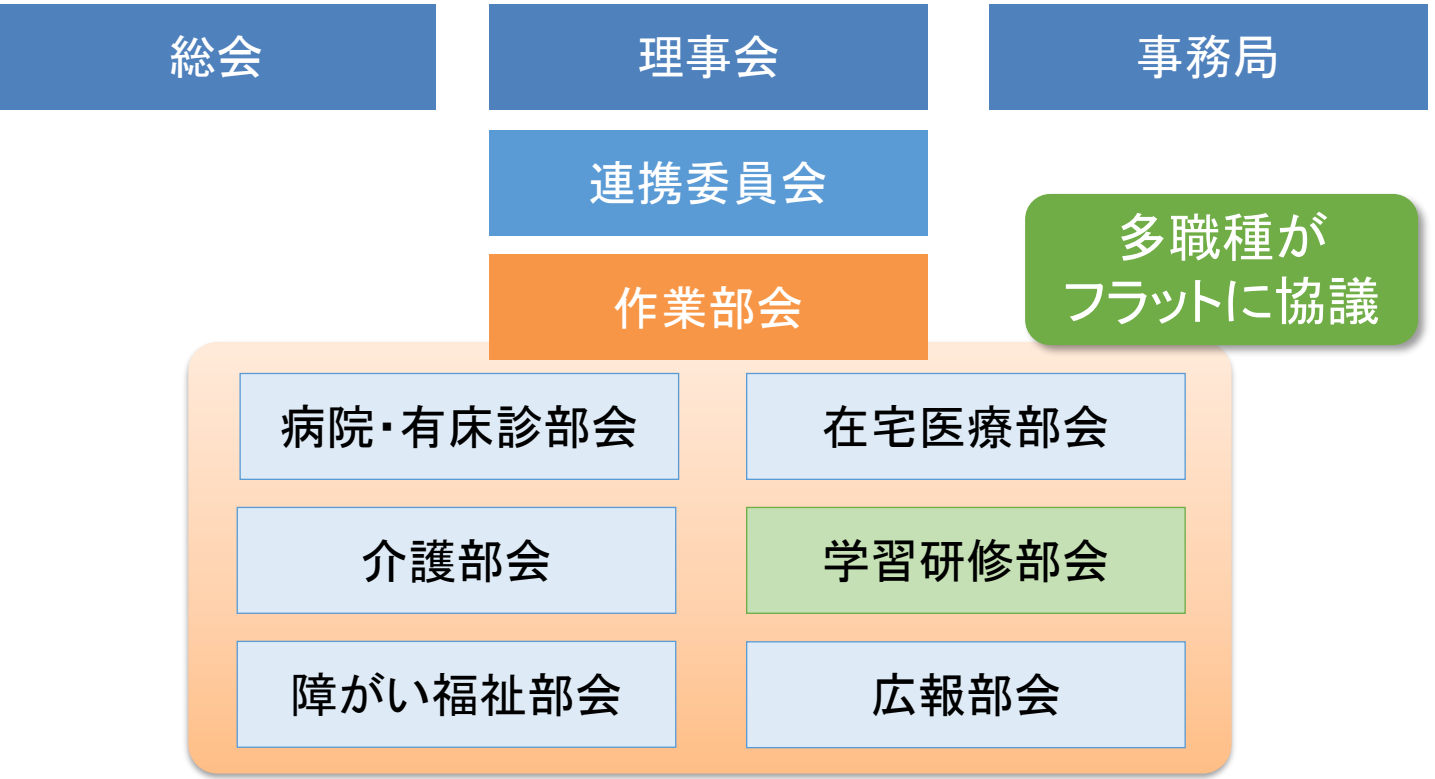 総会
理事会
事務局
連携委員会
作業部会
多職種が
フラットに協議
病院・有床診部会
在宅医療部会
介護部会
学習研修部会
障がい福祉部会
広報部会